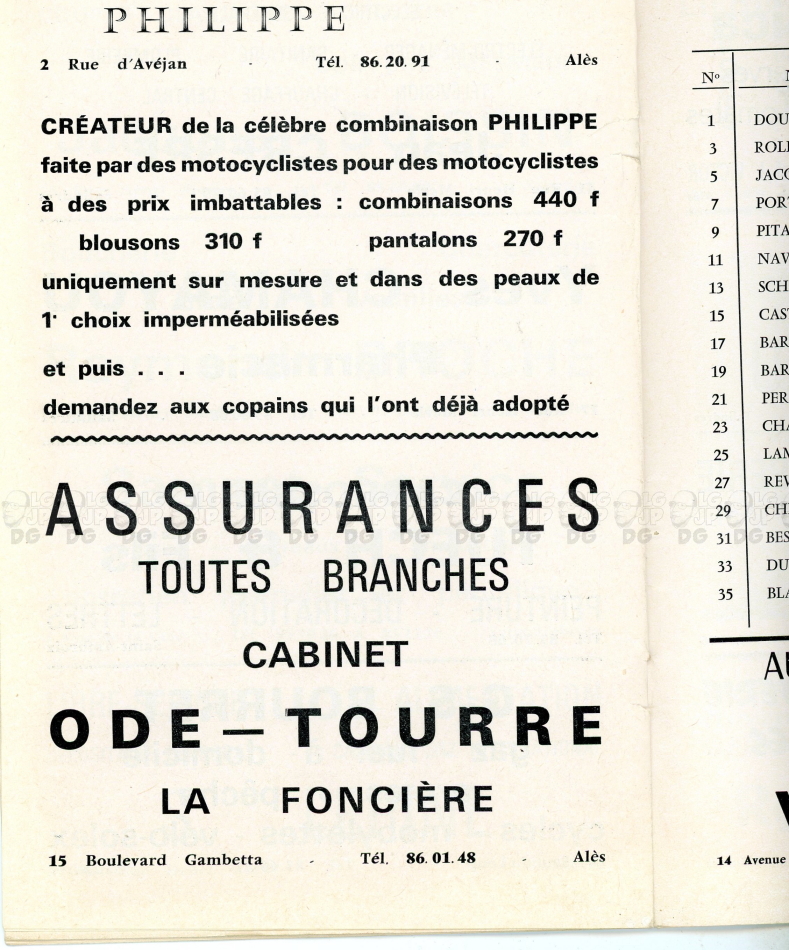 PHILIPPE
2 Rue d'Avéjan - Tél. 86.20.91 - Alès
CRÉATEUR de la célèbre combinaison PHILIPPE
faite par des motocyclistes pour des motocyclistes
à des prix imbattables : combinaisons 440 f
blousons 310 f pantalons 270 f
uniquement sur mesure et dans des peaux de
1ʳ choix imperméabilisées
et puis . . .
demandez aux copains qui l'ont déjà adopté
ASSURANCES
TOUTES BRANCHES
CABINET
ODE — TOURRE
LA FONCIÈRE
15 Boulevard Gambetta - Tél. 86.01.48 - Alès
Nº
1 DOU
3 ROL
5 JAC
7 POR
9 PITA
11 NAV
13 SCH
15 CAS
17 BAR
19 BAR
21 PER
23 CHA
25 LAM
27 REV
29 CH
31 BES
33 DU
35 BLA
14 Avenue